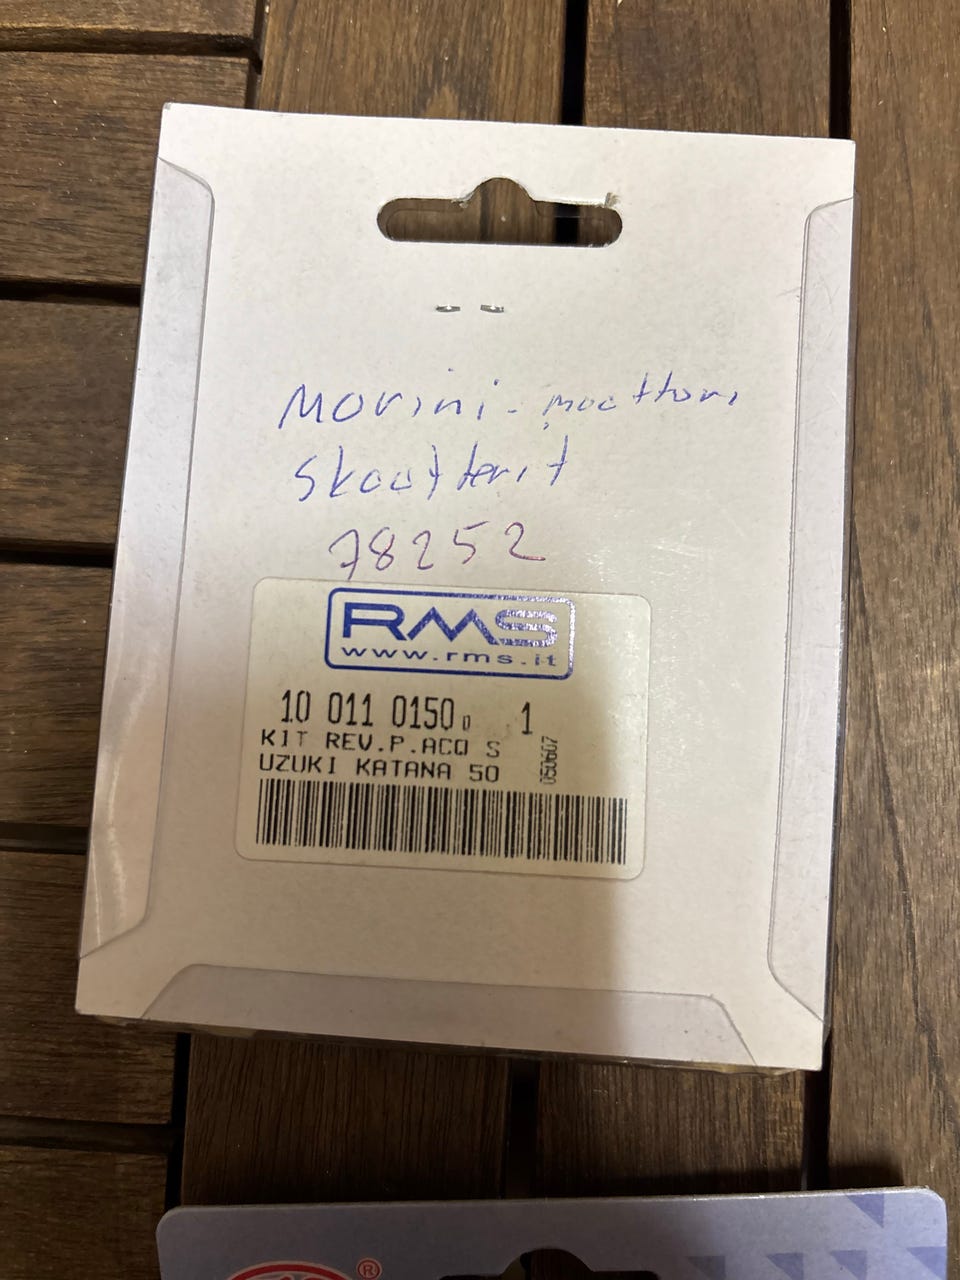 Morini-moottori
skootterit
78252
RMS
www.rms.it
10 011 0150 0 1
KIT REV.P.ACQ S
UZUKI KATANA 50
050607
®